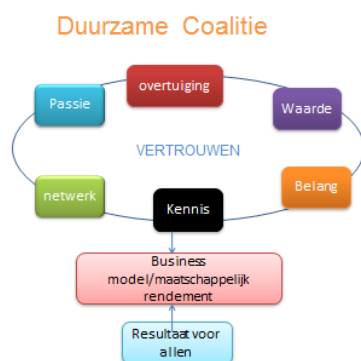 Duurzame Coalitie
overtuiging
Passie
Waarde
VERTROUWEN
netwerk
Kennis
Belang
Business
model/maatschappelijk
rendement
Resultaat voor
allen